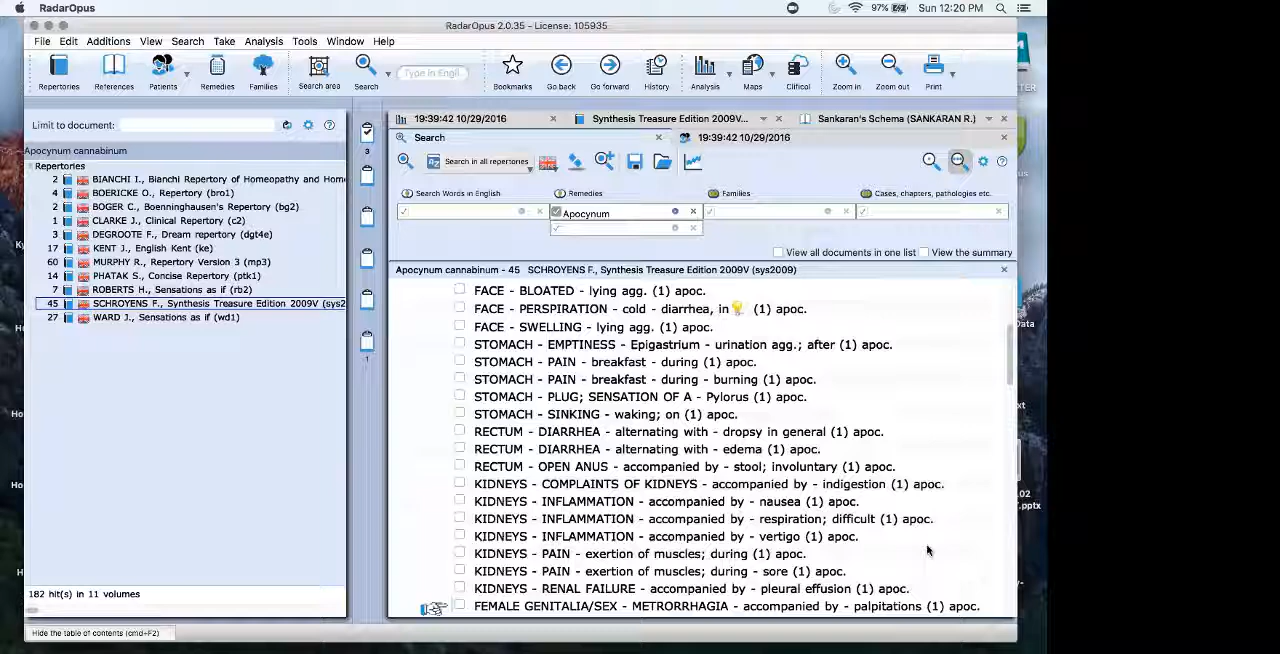 RadarOpus
97%
Sun 12:20 PM
RadarOpus 2.0.35 - License: 105935
File Edit Additions View Search Take Analysis Tools Window Help
Repertories References Patients Remedies Families Search area Search Type in Engli Bookmarks Go back Go forward History Analysis Maps Clificol Zoom in Zoom out Print
Limit to document:
19:39:42 10/29/2016
Synthesis Treasure Edition 2009V...
Sankaran's Schema (SANKARAN R.)
Search
19:39:42 10/29/2016
Apocynum cannabinum
Repertories
2 BIANCHI I., Bianchi Repertory of Homeopathy and Hom
4 BOERICKE O., Repertory (bro1)
2 BOGER C., Boenninghausen's Repertory (bg2)
1 CLARKE J., Clinical Repertory (c2)
3 DEGROOTE F., Dream repertory (dgt4e)
17 KENT J., English Kent (ke)
60 MURPHY R., Repertory Version 3 (mp3)
14 PHATAK S., Concise Repertory (ptk1)
7 ROBERTS H., Sensations as if (rb2)
45 SCHROYENS F., Synthesis Treasure Edition 2009V (sys2
27 WARD J., Sensations as if (wd1)
182 hit(s) in 11 volumes
Hide the table of contents (cmd+F2)
3
1
Search in all repertories
Search Words in English
Remedies
Families
Cases, chapters, pathologies etc.
Apocynum
View all documents in one list
View the summary
Apocynum cannabinum - 45 SCHROYENS F., Synthesis Treasure Edition 2009V (sys2009)
FACE - BLOATED - lying agg. (1) apoc.
FACE - PERSPIRATION - cold - diarrhea, in (1) apoc.
FACE - SWELLING - lying agg. (1) apoc.
STOMACH - EMPTINESS - Epigastrium - urination agg.; after (1) apoc.
STOMACH - PAIN - breakfast - during (1) apoc.
STOMACH - PAIN - breakfast - during - burning (1) apoc.
STOMACH - PLUG; SENSATION OF A - Pylorus (1) apoc.
STOMACH - SINKING - waking; on (1) apoc.
RECTUM - DIARRHEA - alternating with - dropsy in general (1) apoc.
RECTUM - DIARRHEA - alternating with - edema (1) apoc.
RECTUM - OPEN ANUS - accompanied by - stool; involuntary (1) apoc.
KIDNEYS - COMPLAINTS OF KIDNEYS - accompanied by - indigestion (1) apoc.
KIDNEYS - INFLAMMATION - accompanied by - nausea (1) apoc.
KIDNEYS - INFLAMMATION - accompanied by - respiration; difficult (1) apoc.
KIDNEYS - INFLAMMATION - accompanied by - vertigo (1) apoc.
KIDNEYS - PAIN - exertion of muscles; during (1) apoc.
KIDNEYS - PAIN - exertion of muscles; during - sore (1) apoc.
KIDNEYS - RENAL FAILURE - accompanied by - pleural effusion (1) apoc.
FEMALE GENITALIA/SEX - METRORRHAGIA - accompanied by - palpitations (1) apoc.
Data